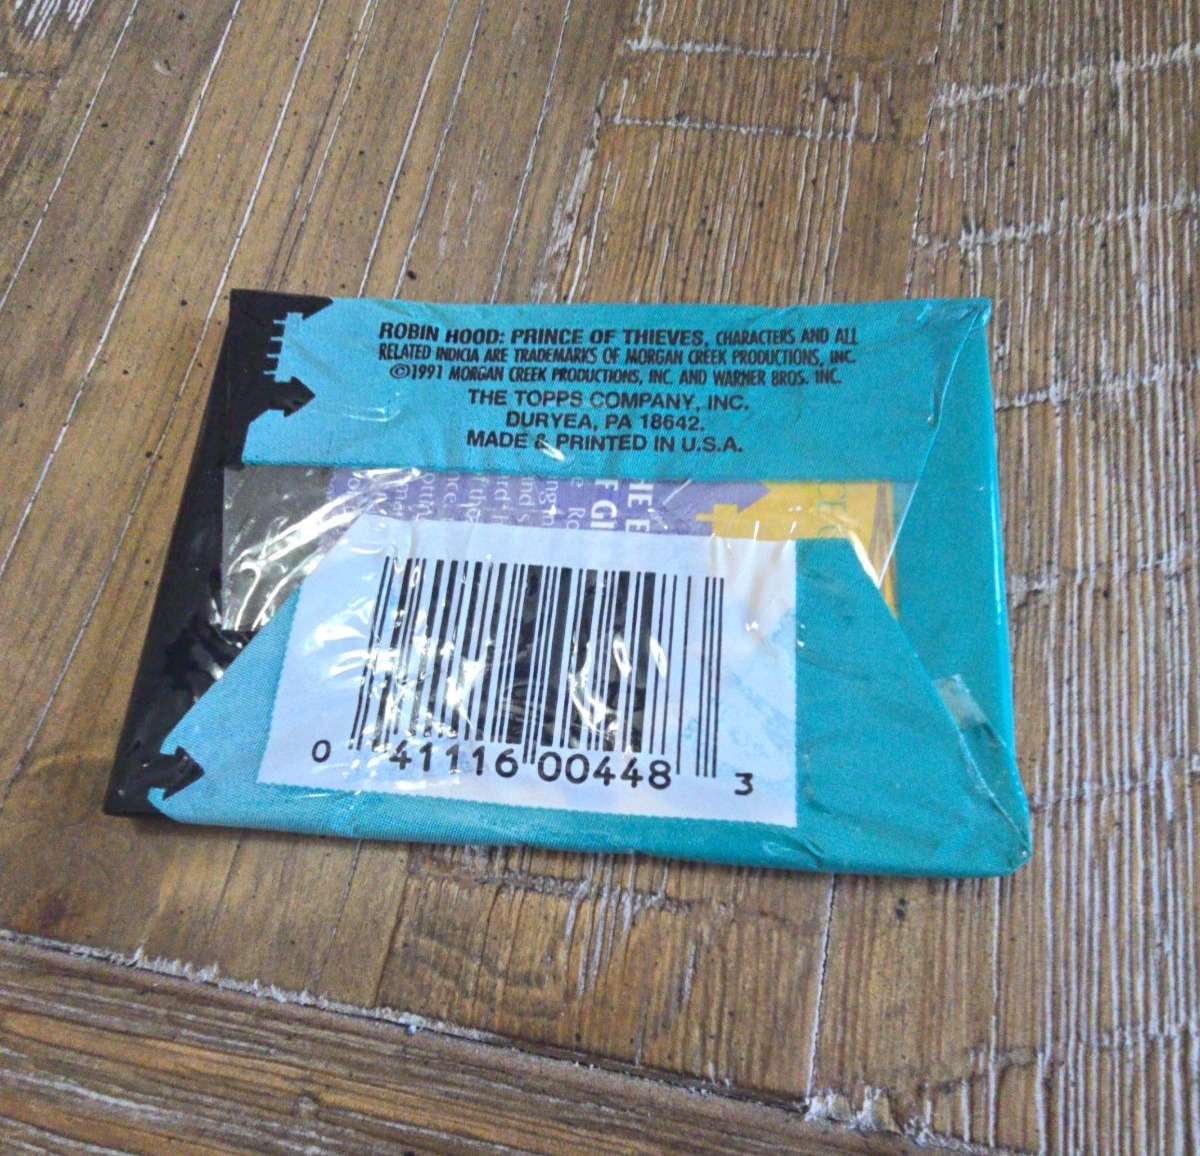 ROBIN HOOD: PRINCE OF THIEVES, CHARACTERS AND ALL
RELATED INDICIA ARE TRADEMARKS OF MORGAN CREEK PRODUCTIONS, INC.
©1991 MORGAN CREEK PRODUCTIONS, INC. AND WARNER BROS. INC.
THE TOPPS COMPANY, INC.
DURYEA, PA 18642.
MADE & PRINTED IN U.S.A.
0 41116 00448 3